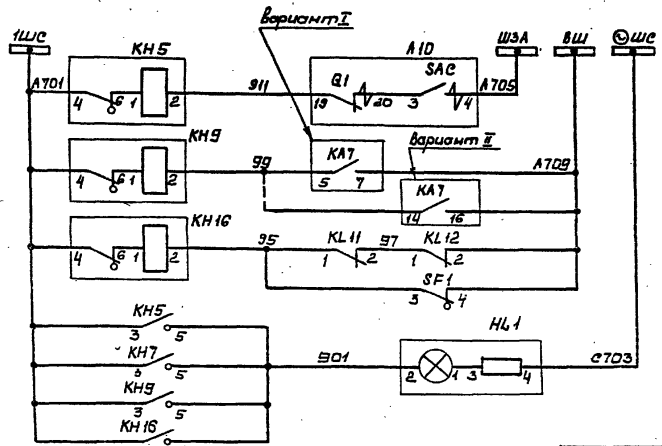 вариант I
1ШС КН5 А10 ШЗА ВШ ШС
А701 4 6 1 2 911 19 Q1 20 3 SAC 4 А705
КН9 вариант II
4 6 1 2 99 5 КА7 7 А709
КА7
14 16
КН16
4 6 1 2 95 KL11 97 KL12
1 2 1 2
SF1
3 4
КН5
3 5
КН7
3 5
901
HL1
2 1 3 4
С703
КН9
3 5
КН16